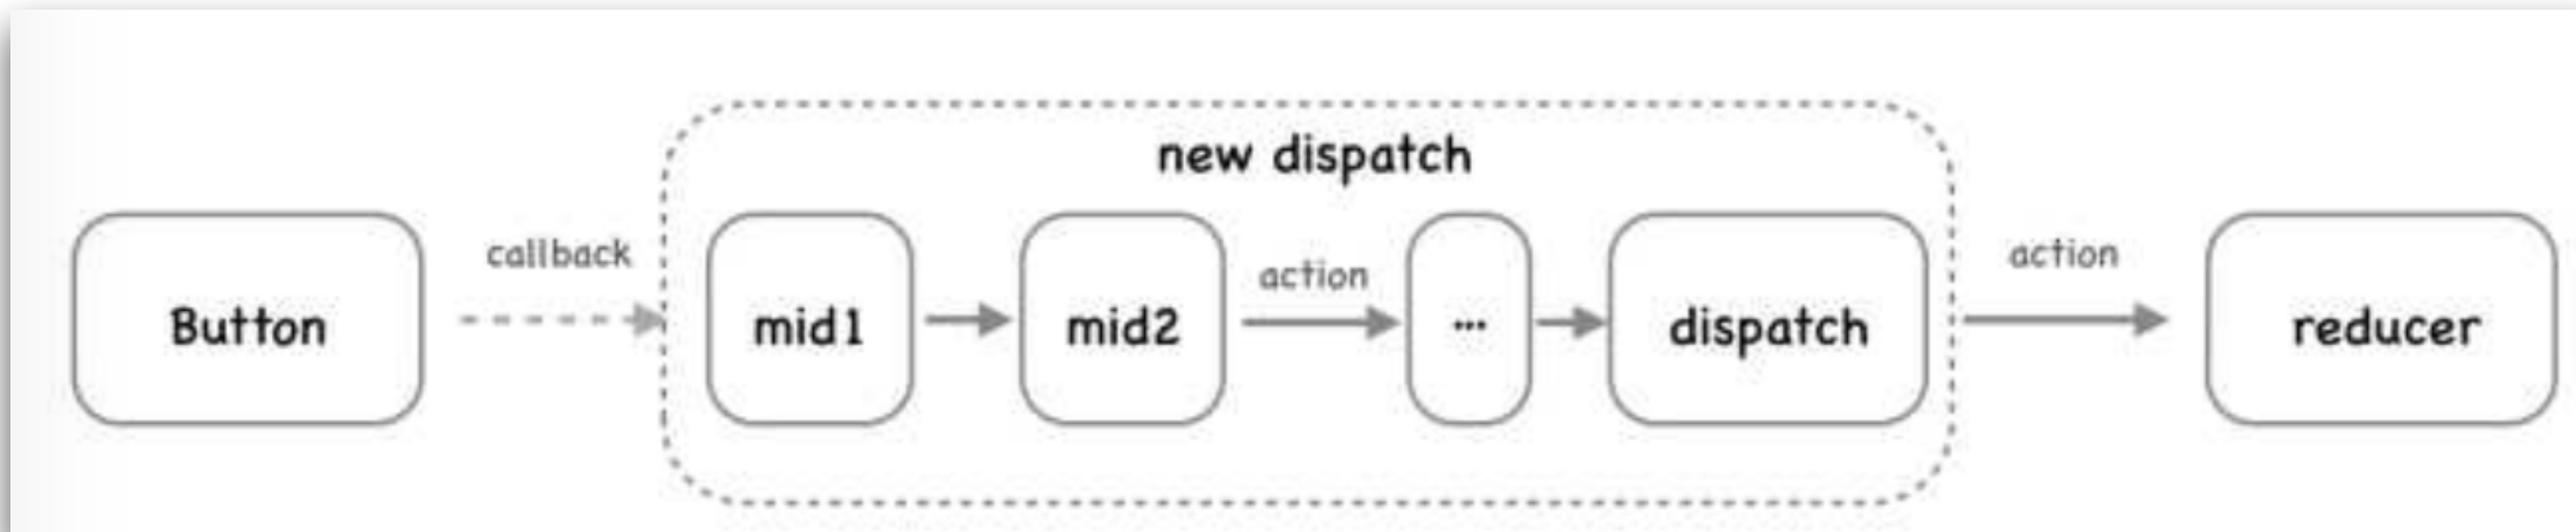 new dispatch
Button
callback
mid1
mid2
action
...
dispatch
action
reducer